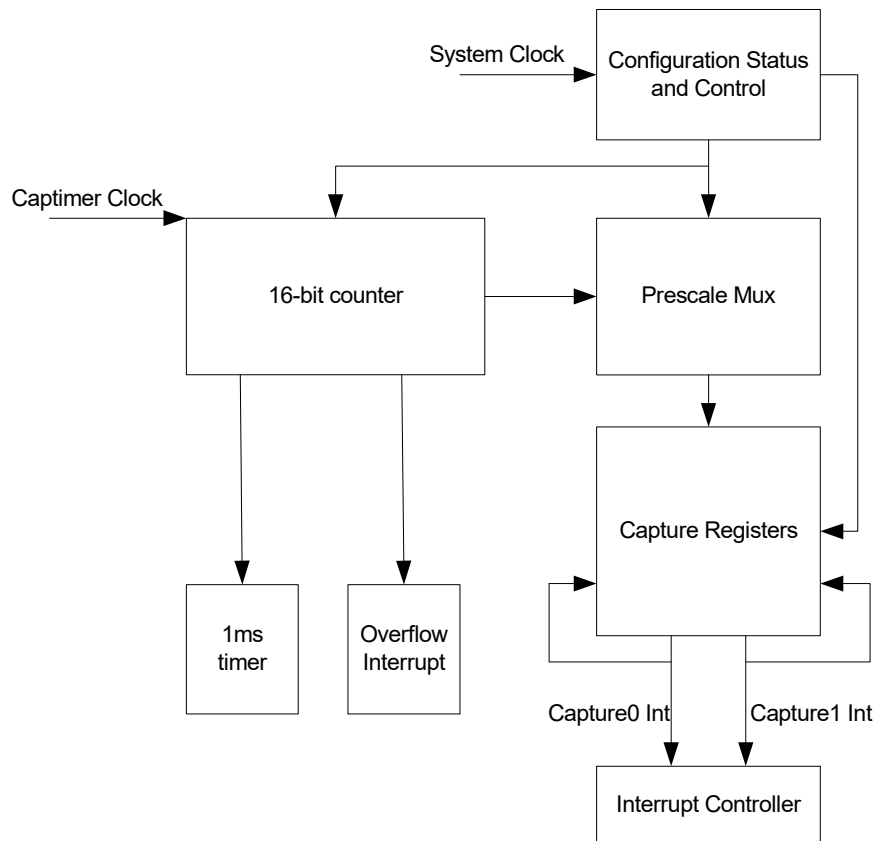 System Clock
Configuration Status
and Control
Captimer Clock
16-bit counter
Prescale Mux
Capture Registers
1ms
timer
Overflow
Interrupt
Capture0 Int
Capture1 Int
Interrupt Controller